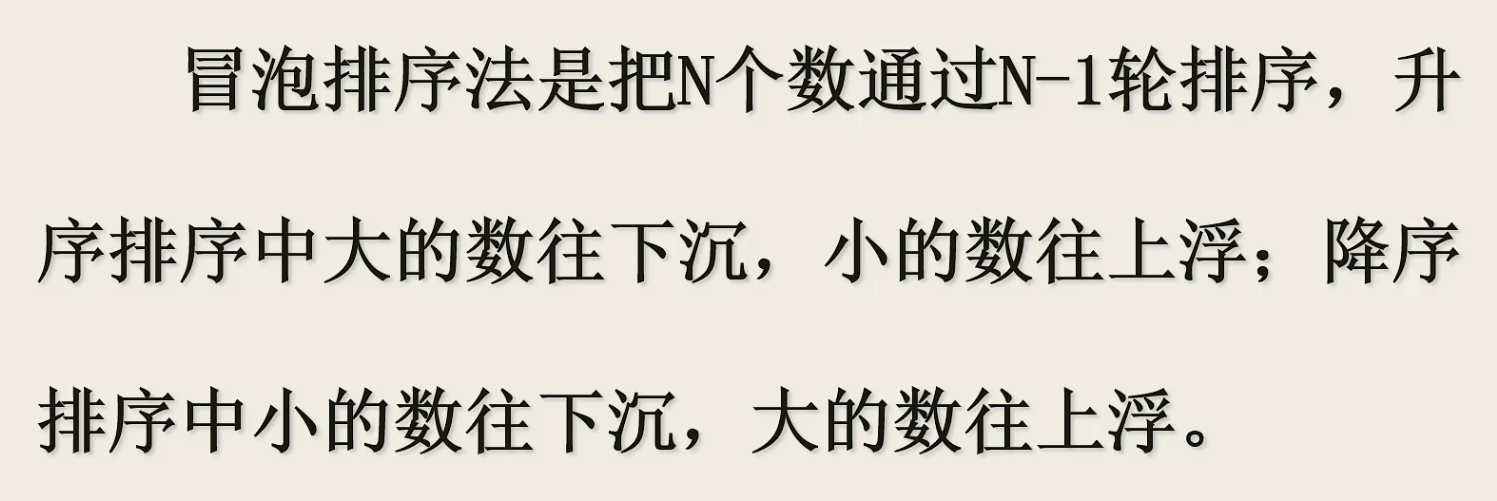 冒泡排序法是把N个数通过N-1轮排序，升
序排序中大的数往下沉，小的数往上浮；降序
排序中小的数往下沉，大的数往上浮。